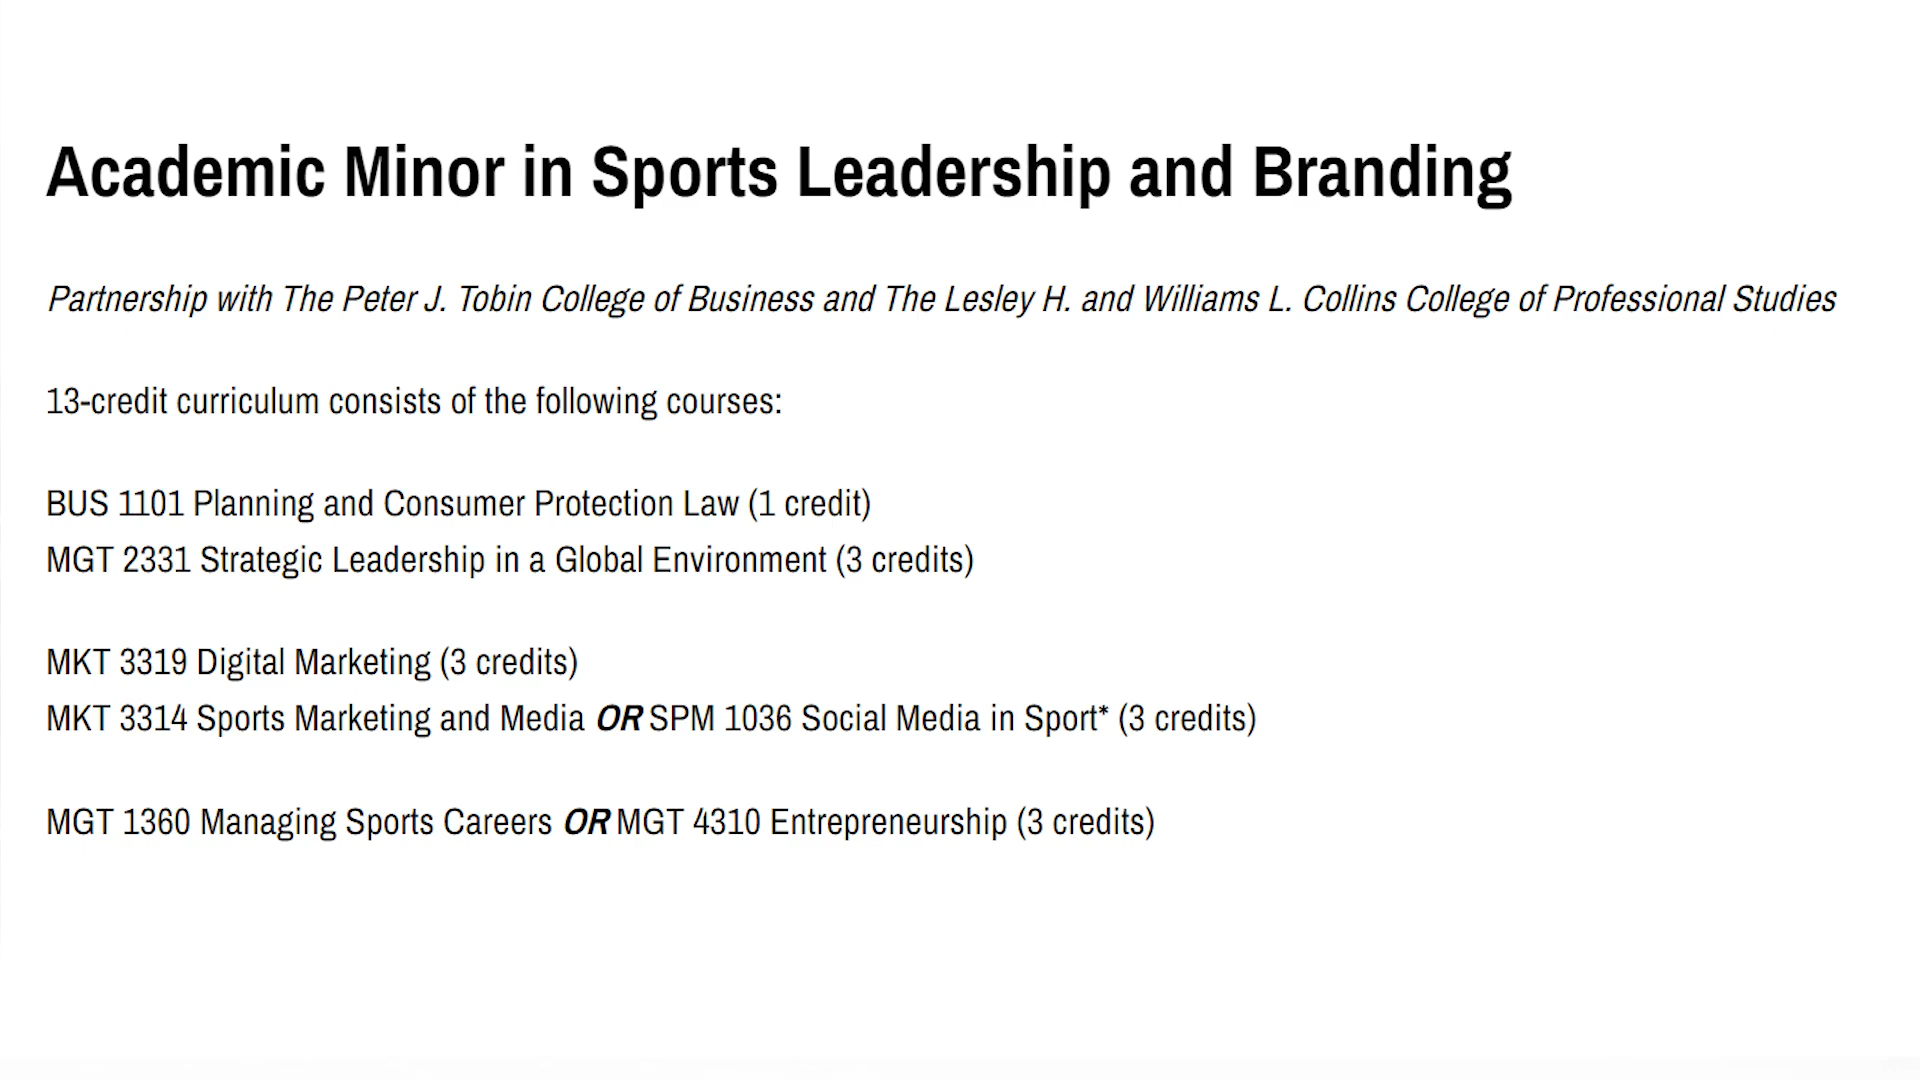 Academic Minor in Sports Leadership and Branding
Partnership with The Peter J. Tobin College of Business and The Lesley H. and Williams L. Collins College of Professional Studies
13-credit curriculum consists of the following courses:
BUS 1101 Planning and Consumer Protection Law (1 credit)
MGT 2331 Strategic Leadership in a Global Environment (3 credits)
MKT 3319 Digital Marketing (3 credits)
MKT 3314 Sports Marketing and Media OR SPM 1036 Social Media in Sport* (3 credits)
MGT 1360 Managing Sports Careers OR MGT 4310 Entrepreneurship (3 credits)